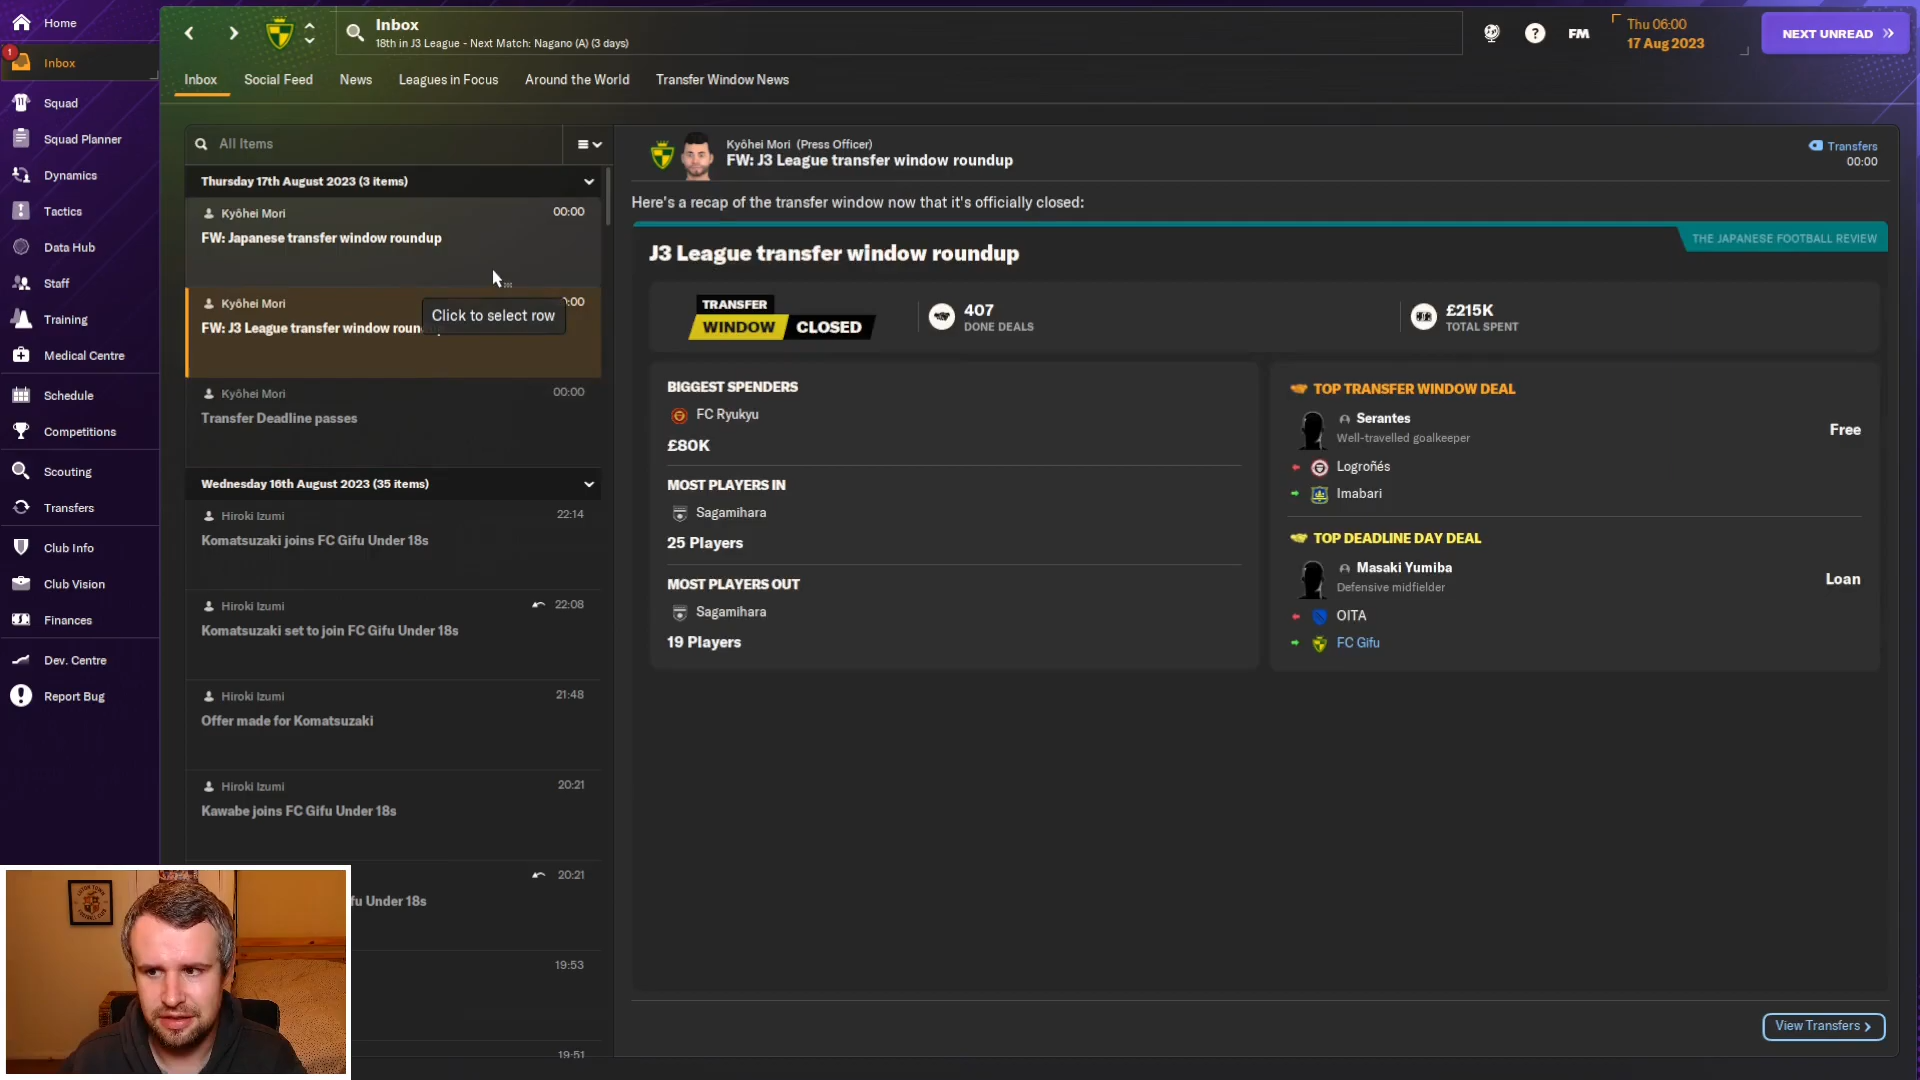 Home
1
Inbox
Squad
Squad Planner
Dynamics
Tactics
Data Hub
Staff
Training
Medical Centre
Schedule
Competitions
Scouting
Transfers
Club Info
Club Vision
Finances
Dev. Centre
Report Bug
Inbox
18th in J3 League - Next Match: Nagano (A) (3 days)
?
FM
Thu 06:00
17 Aug 2023
NEXT UNREAD
Inbox
Social Feed
News
Leagues in Focus
Around the World
Transfer Window News
All Items
Thursday 17th August 2023 (3 items)
Kyôhei Mori
00:00
FW: Japanese transfer window roundup
Kyôhei Mori
:00
FW: J3 League transfer window roun
Click to select row
Kyôhei Mori
00:00
Transfer Deadline passes
Wednesday 16th August 2023 (35 items)
Hiroki Izumi
22:14
Komatsuzaki joins FC Gifu Under 18s
Hiroki Izumi
22:08
Komatsuzaki set to join FC Gifu Under 18s
Hiroki Izumi
21:48
Offer made for Komatsuzaki
Hiroki Izumi
20:21
Kawabe joins FC Gifu Under 18s
20:21
fu Under 18s
19:53
19:51
Kyôhei Mori (Press Officer)
FW: J3 League transfer window roundup
Transfers
00:00
Here's a recap of the transfer window now that it's officially closed:
THE JAPANESE FOOTBALL REVIEW
J3 League transfer window roundup
TRANSFER
WINDOW CLOSED
407
DONE DEALS
£215K
TOTAL SPENT
BIGGEST SPENDERS
FC Ryukyu
£80K
MOST PLAYERS IN
Sagamihara
25 Players
MOST PLAYERS OUT
Sagamihara
19 Players
TOP TRANSFER WINDOW DEAL
Serantes
Well-travelled goalkeeper
Free
Logroñés
Imabari
TOP DEADLINE DAY DEAL
Masaki Yumiba
Defensive midfielder
Loan
OITA
FC Gifu
View Transfers